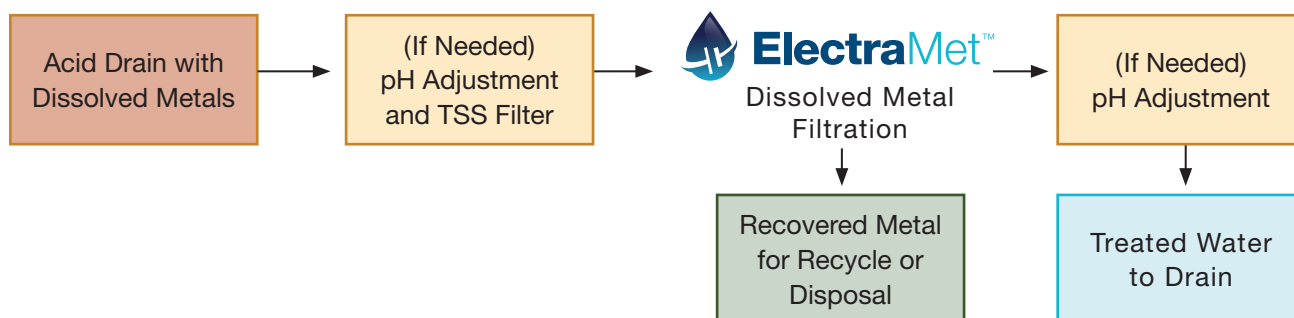 Acid Drain with
Dissolved Metals
(If Needed)
pH Adjustment
and TSS Filter
ElectraMet™
Dissolved Metal
Filtration
(If Needed)
pH Adjustment
Recovered Metal
for Recycle or
Disposal
Treated Water
to Drain